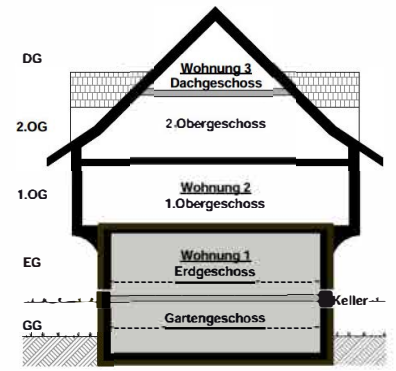 DG
Wohnung 3
Dachgeschoss
2.OG
2.Obergeschoss
1.OG
Wohnung 2
1.Obergeschoss
EG
Wohnung 1
Erdgeschoss
Keller
GG
Gartengeschoss